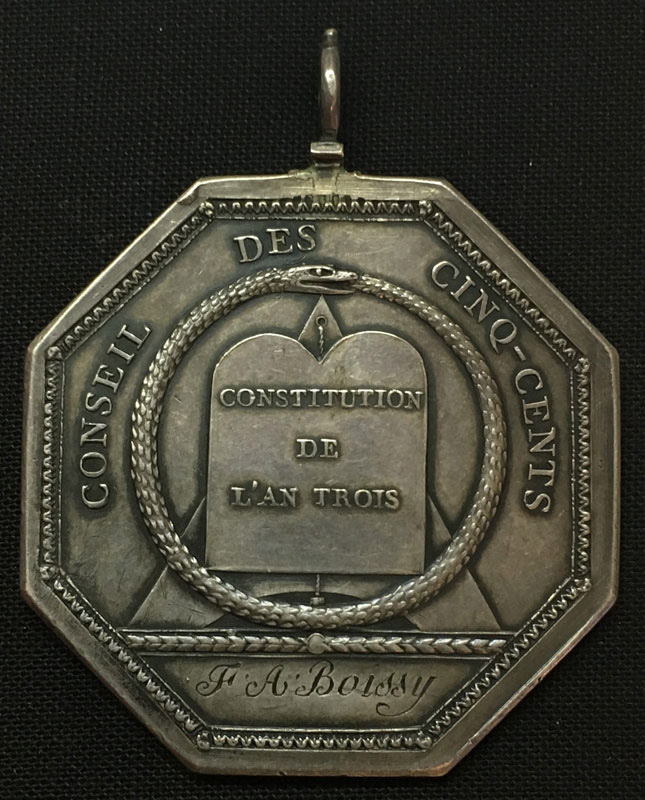 CONSEIL DES CINQ-CENTS
CONSTITUTION
DE
L'AN TROIS
F. A. Boissy